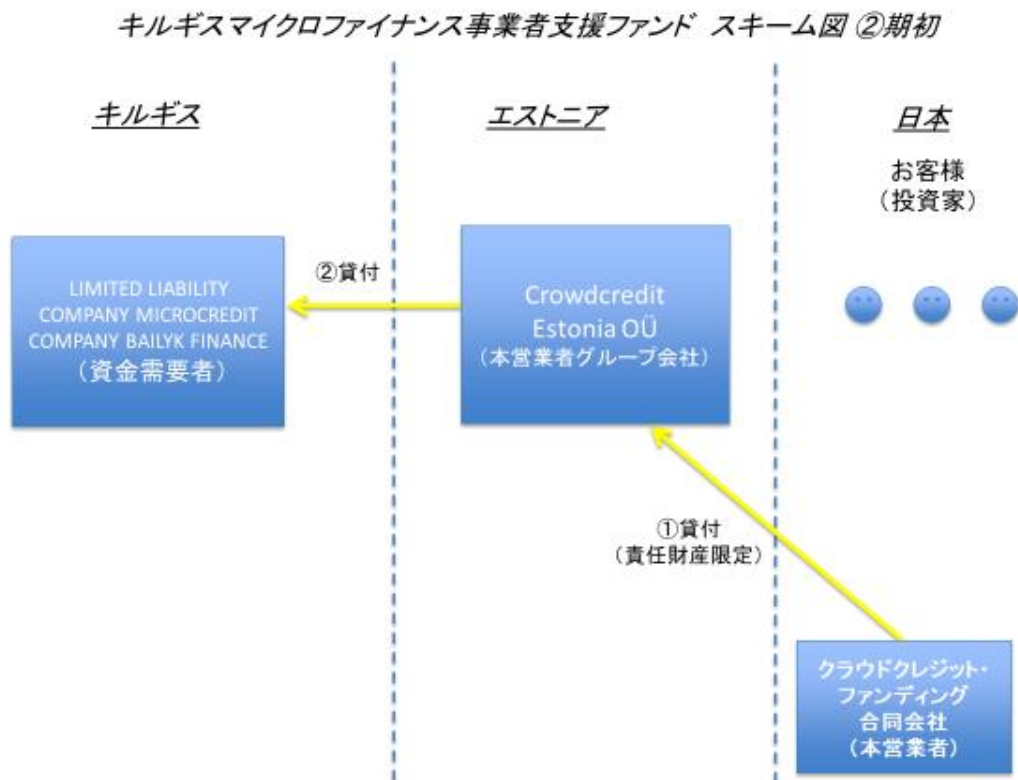 キルギスマイクロファイナンス事業者支援ファンド スキーム図 ②期初
キルギス
エストニア
日本
お客様
（投資家）
LIMITED LIABILITY
COMPANY MICROCREDIT
COMPANY BAILYK FINANCE
（資金需要者）
②貸付
Crowdcredit
Estonia OÜ
（本営業者グループ会社）
①貸付
（責任財産限定）
クラウドクレジット・
ファンディング
合同会社
（本営業者）